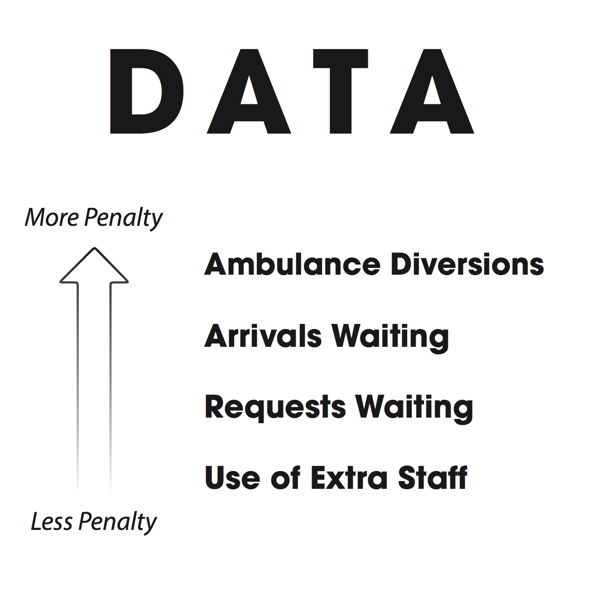 DATA
More Penalty
Ambulance Diversions
Arrivals Waiting
Requests Waiting
Use of Extra Staff
Less Penalty